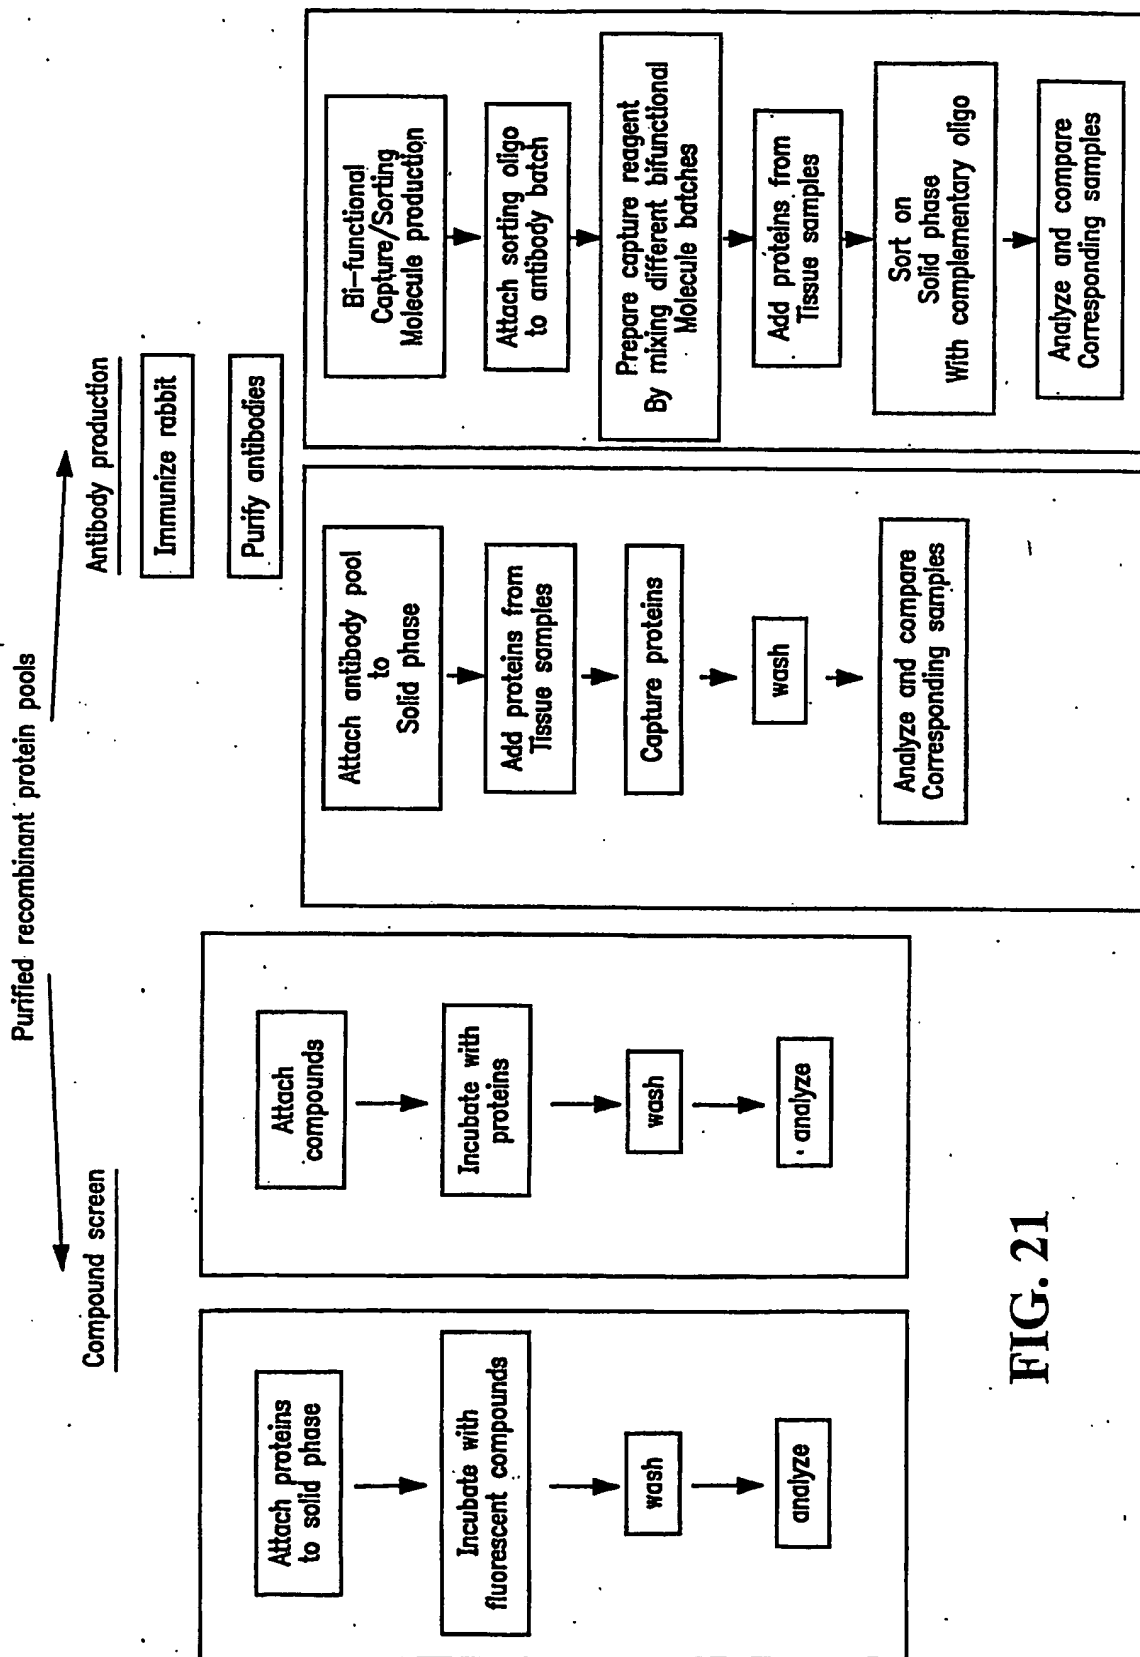 Purified recombinant protein pools
Compound screen
Attach proteins
to solid phase
Incubate with
fluorescent compounds
wash
analyze
Attach
compounds
Incubate with
proteins
wash
analyze
Antibody production
Immunize rabbit
Purify antibodies
Attach antibody pool
to
Solid phase
Add proteins from
Tissue samples
Capture proteins
wash
Analyze and compare
Corresponding samples
Bi-functional
Capture/Sorting
Molecule production
Attach sorting oligo
to antibody batch
Prepare capture reagent
By mixing different bifunctional
Molecule batches
Add proteins from
Tissue samples
Sort on
Solid phase
With complementary oligo
Analyze and compare
Corresponding samples
FIG. 21